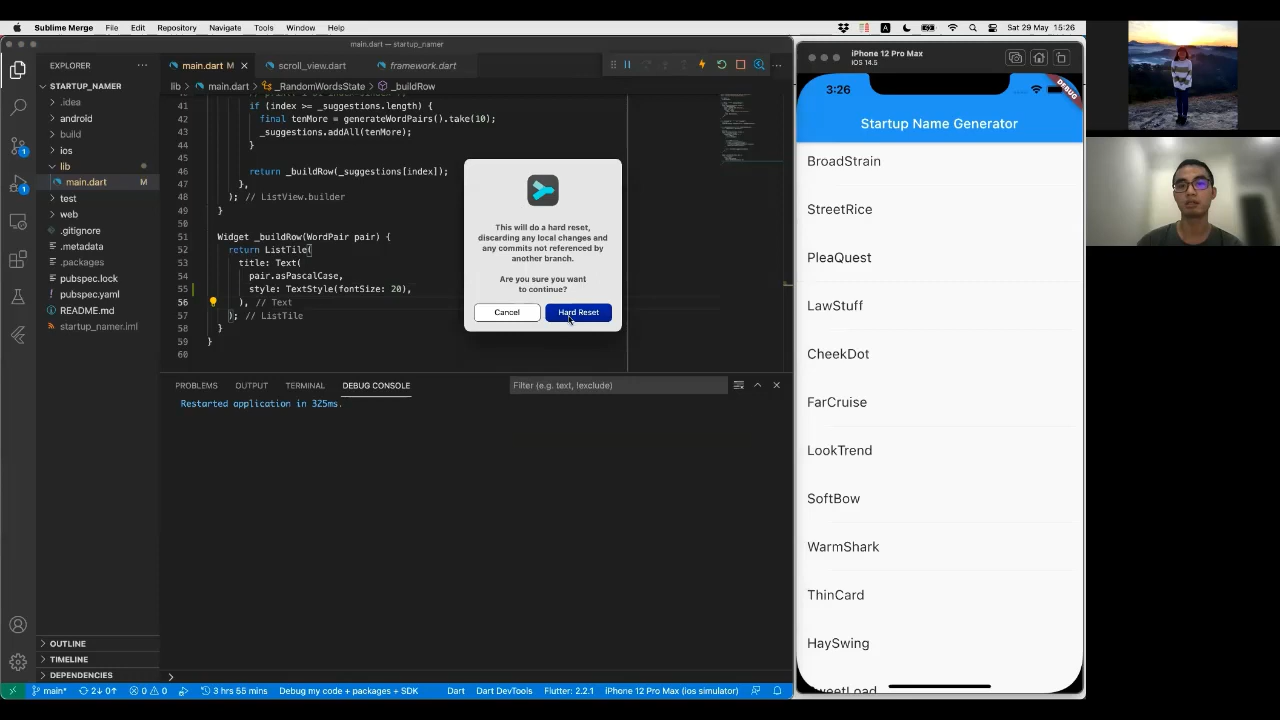 Sublime Merge File Edit Repository Navigate Tools Window Help
A Sat 29 May 15:26
main.dart — startup_namer
EXPLORER
STARTUP_NAMER
.idea
android
build
ios
lib
main.dart M
test
web
.gitignore
.metadata
.packages
pubspec.lock
pubspec.yaml
README.md
startup_namer.iml
OUTLINE
TIMELINE
DEPENDENCIES
1
1
main.dart M scroll_view.dart framework.dart
lib > main.dart > _RandomWordsState > _buildRow
41 if (index >= _suggestions.length) {
42 final tenMore = generateWordPairs().take(10);
43 _suggestions.addAll(tenMore);
44 }
45
46 return _buildRow(_suggestions[index]);
47 },
48 ); // ListView.builder
49 }
50
51 Widget _buildRow(WordPair pair) {
52 return ListTile(
53 title: Text(
54 pair.asPascalCase,
55 style: TextStyle(fontSize: 20),
56 ), // Text
57 ); // ListTile
58 }
59 }
60
This will do a hard reset,
discarding any local changes and
any commits not referenced by
another branch.
Are you sure you want
to continue?
Cancel Hard Reset
PROBLEMS OUTPUT TERMINAL DEBUG CONSOLE Filter (e.g. text, !exclude)
Restarted application in 325ms.
main* 2↓ 0↑ 0 0 3 hrs 55 mins Debug my code + packages + SDK Dart Dart DevTools Flutter: 2.2.1 iPhone 12 Pro Max (ios simulator)
iPhone 12 Pro Max
iOS 14.5
3:26
DEBUG
Startup Name Generator
BroadStrain
StreetRice
PleaQuest
LawStuff
CheekDot
FarCruise
LookTrend
SoftBow
WarmShark
ThinCard
HaySwing